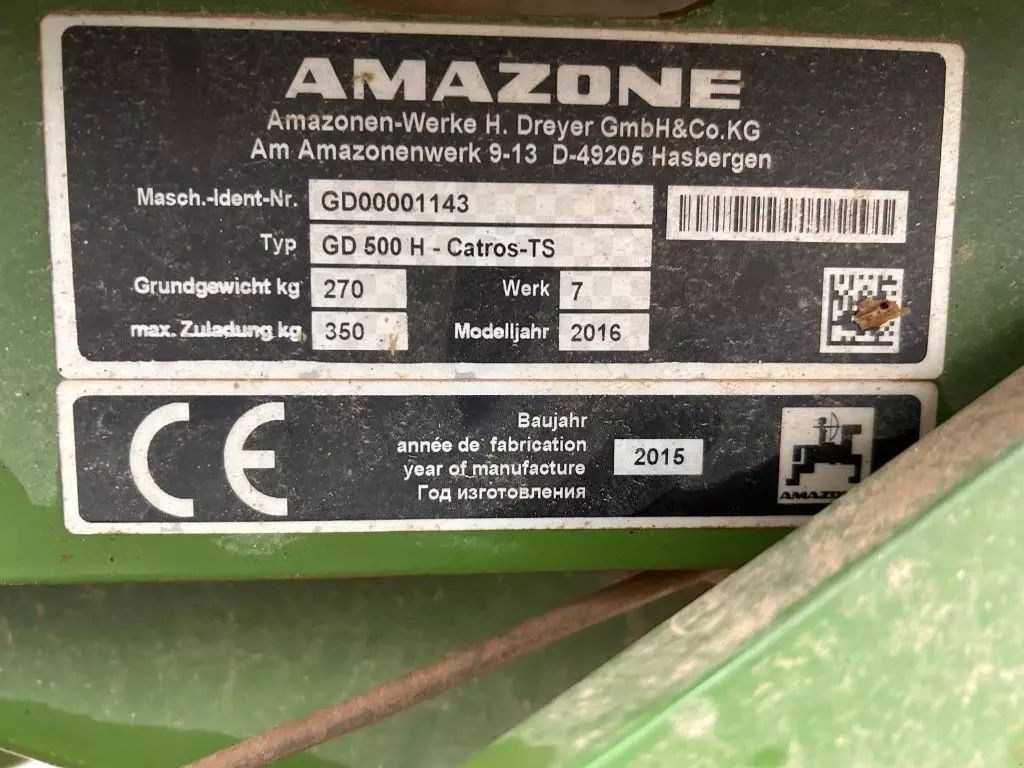 AMAZONE
Amazonen-Werke H. Dreyer GmbH&Co.KG
Am Amazonenwerk 9-13 D-49205 Hasbergen
Masch.-Ident-Nr. GD00001143
Typ GD 500 H - Catros-TS
Grundgewicht kg 270 Werk 7
max. Zuladung kg 350 Modelljahr 2016
CE
Baujahr
année de fabrication
year of manufacture 2015
Год изготовления
AMAZONE